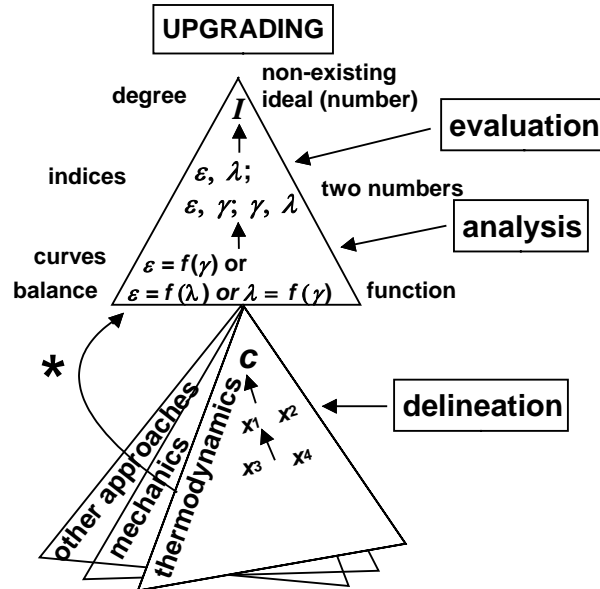 UPGRADING
degree
non-existing
ideal (number)
I
evaluation
indices
ε, λ;
two numbers
ε, γ; γ, λ
analysis
curves
ε = f(γ) or
balance
ε = f(λ) or λ = f(γ)
function
*
C
delineation
x1 x2
x3 x4
other approaches
mechanics
thermodynamics